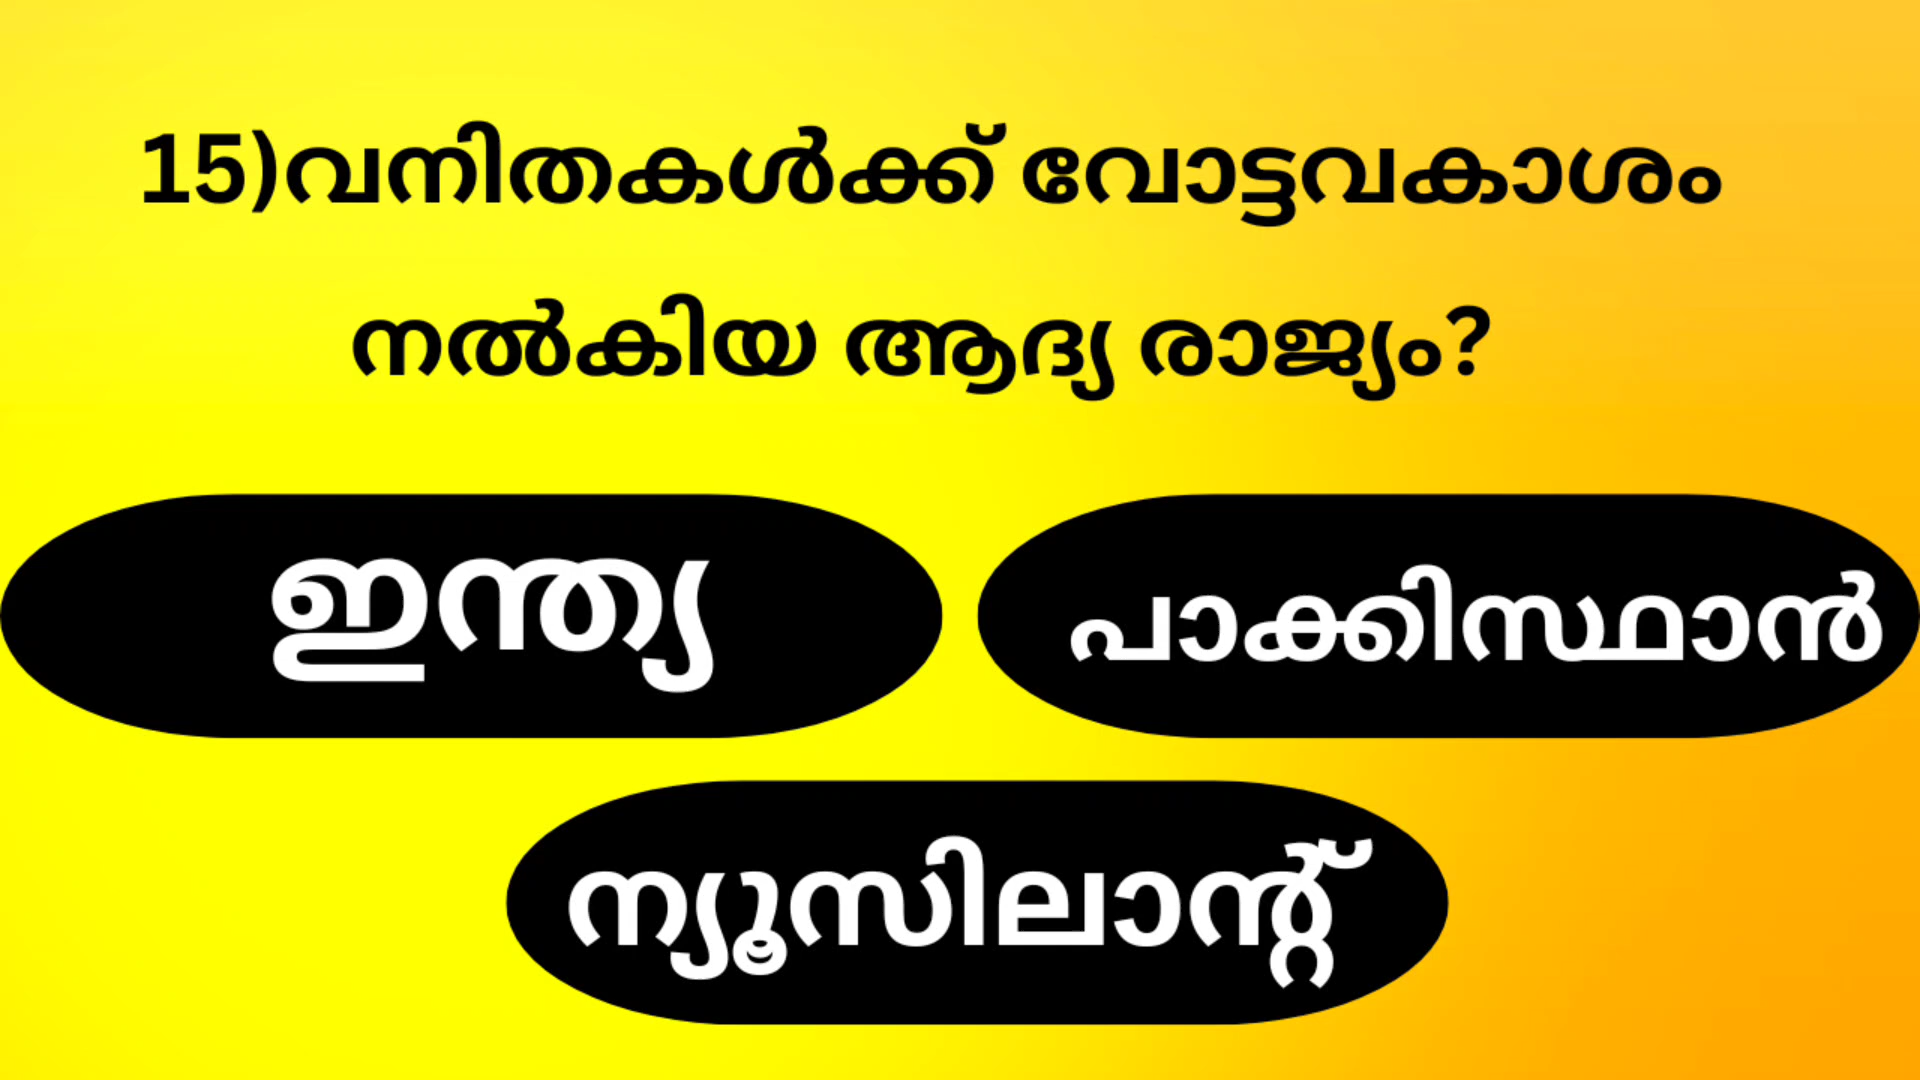 15)വനിതകൾക്ക് വോട്ടവകാശം
നൽകിയ ആദ്യ രാജ്യം?
ഇന്ത്യ
പാക്കിസ്ഥാൻ
ന്യൂസിലാന്റ്